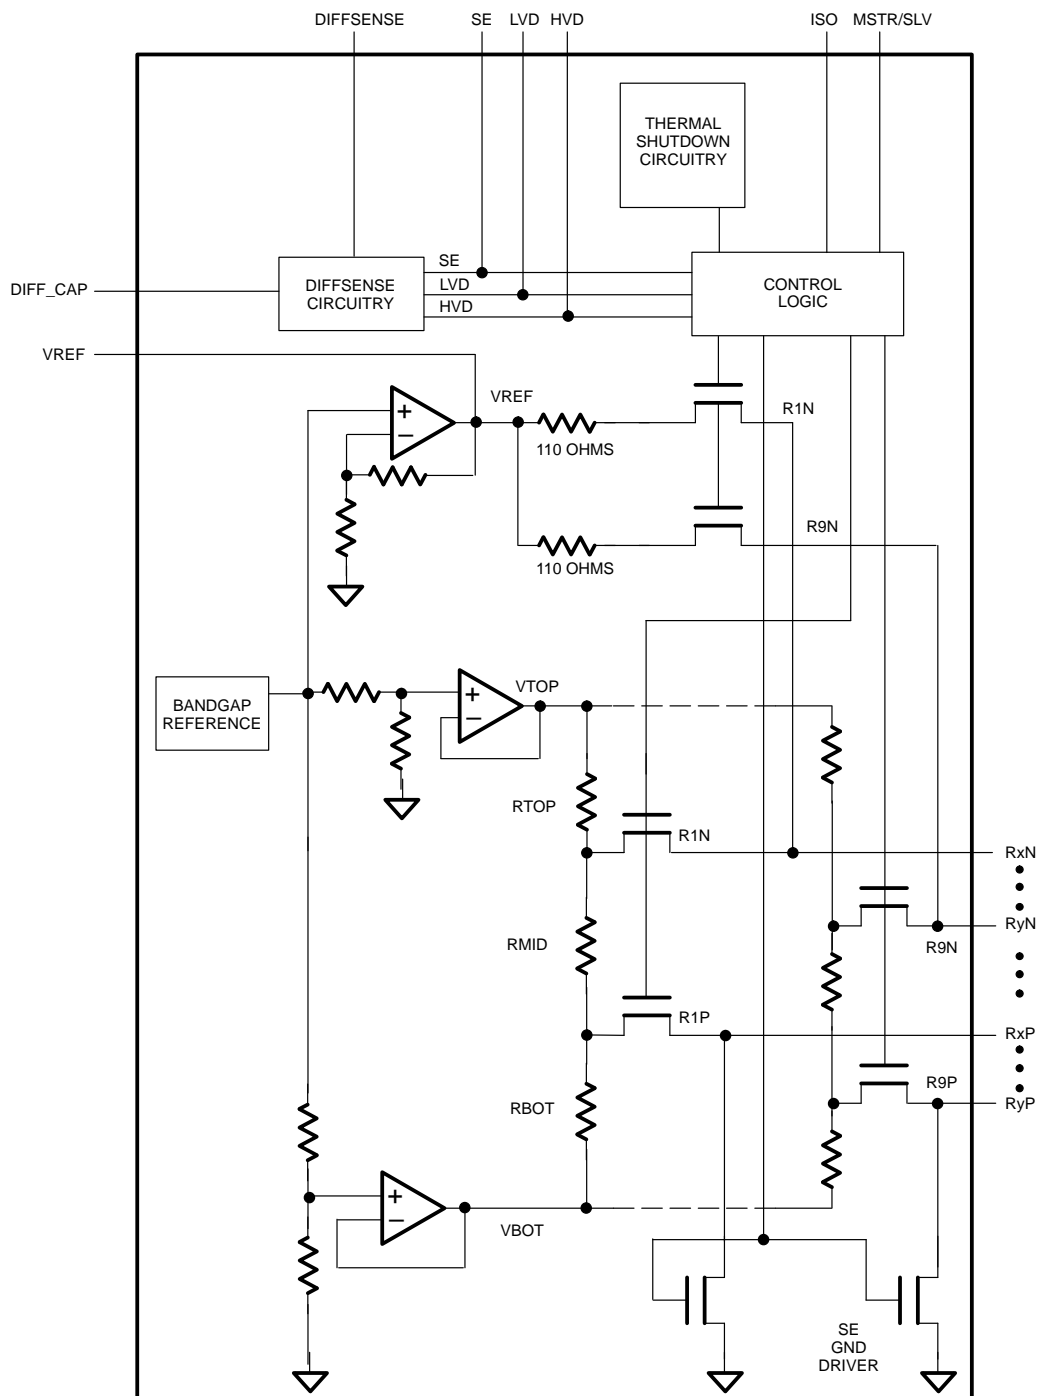 DIFFSENSE SE LVD HVD ISO MSTR/SLV
THERMAL
SHUTDOWN
CIRCUITRY
SE
LVD
HVD
DIFF_CAP
DIFFSENSE
CIRCUITRY
CONTROL
LOGIC
VREF
VREF
R1N
+
−
110 OHMS
R9N
110 OHMS
BANDGAP
REFERENCE
VTOP
+
−
RTOP
R1N
RxN
RyN
RMID
R9N
R1P
RxP
R9P
RyP
RBOT
+
−
VBOT
SE
GND
DRIVER